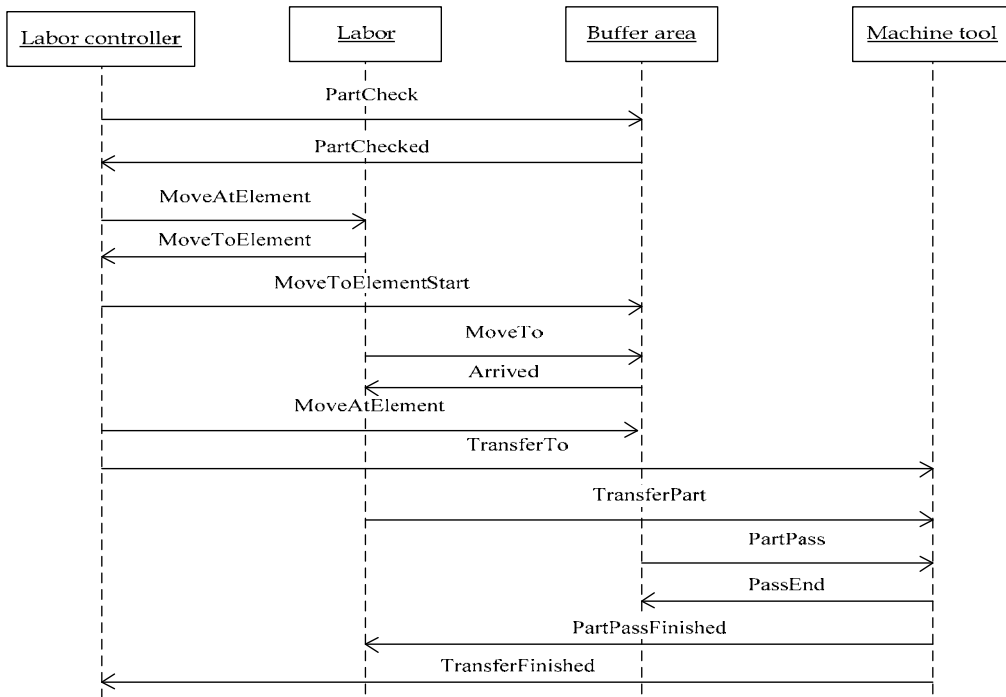 Labor controller
Labor
Buffer area
Machine tool
PartCheck
PartChecked
MoveAtElement
MoveToElement
MoveToElementStart
MoveTo
Arrived
MoveAtElement
TransferTo
TransferPart
PartPass
PassEnd
PartPassFinished
TransferFinished